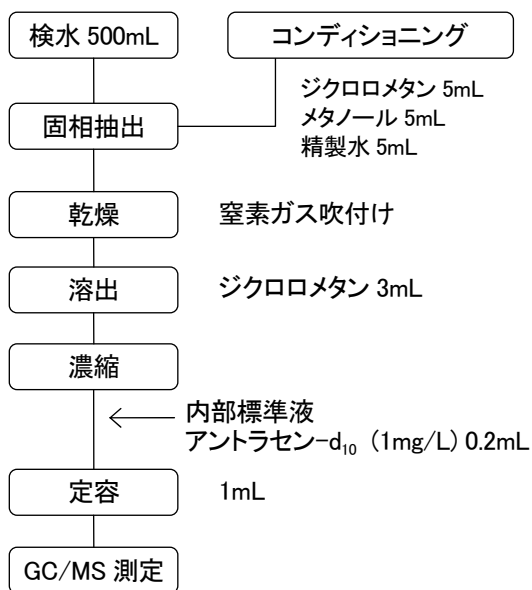 検水 500mL
コンディショニング
ジクロロメタン 5mL
メタノール 5mL
精製水 5mL
固相抽出
乾燥
窒素ガス吹付け
溶出
ジクロロメタン 3mL
濃縮
内部標準液
アントラセン-d₁₀ (1mg/L) 0.2mL
定容
1mL
GC/MS 測定